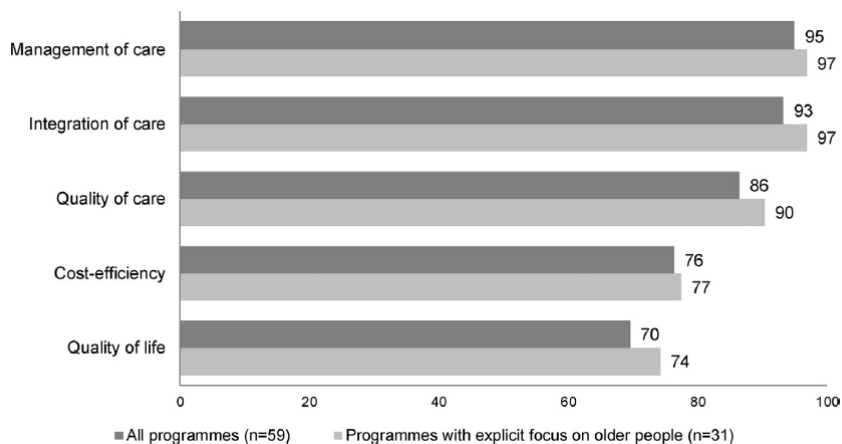 Management of care
95
97
Integration of care
93
97
Quality of care
86
90
Cost-efficiency
76
77
Quality of life
70
74
0 20 40 60 80 100
All programmes (n=59) Programmes with explicit focus on older people (n=31)